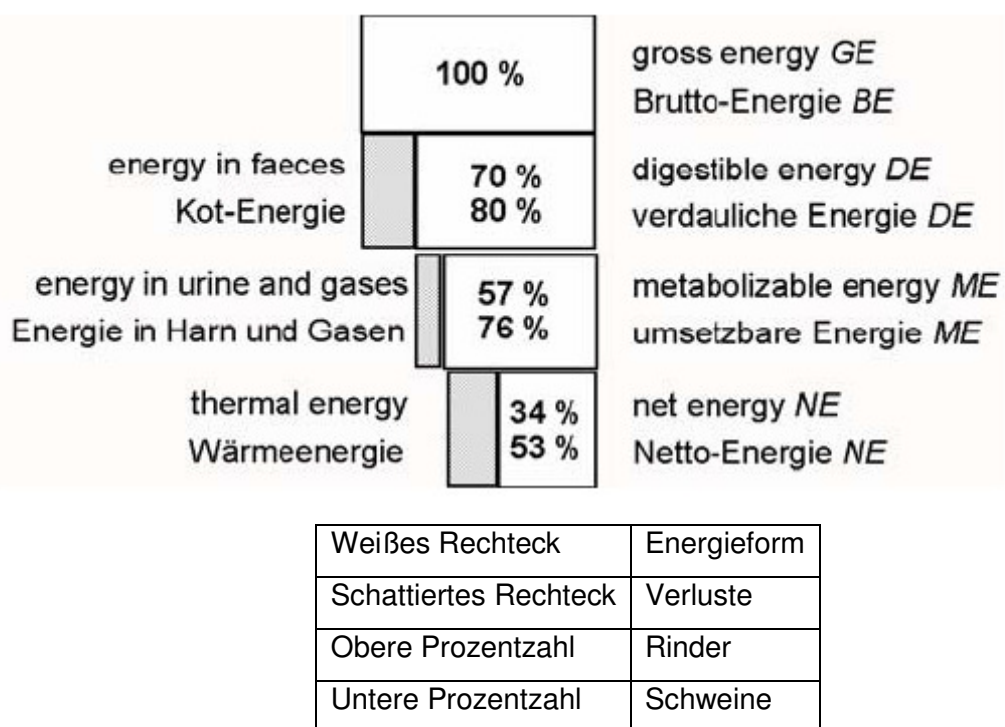 100 %
gross energy GE
Brutto-Energie BE
energy in faeces
Kot-Energie
70 %
80 %
digestible energy DE
verdauliche Energie DE
energy in urine and gases
Energie in Harn und Gasen
57 %
76 %
metabolizable energy ME
umsetzbare Energie ME
thermal energy
Wärmeenergie
34 %
53 %
net energy NE
Netto-Energie NE
Weißes Rechteck Energieform
Schattiertes Rechteck Verluste
Obere Prozentzahl Rinder
Untere Prozentzahl Schweine